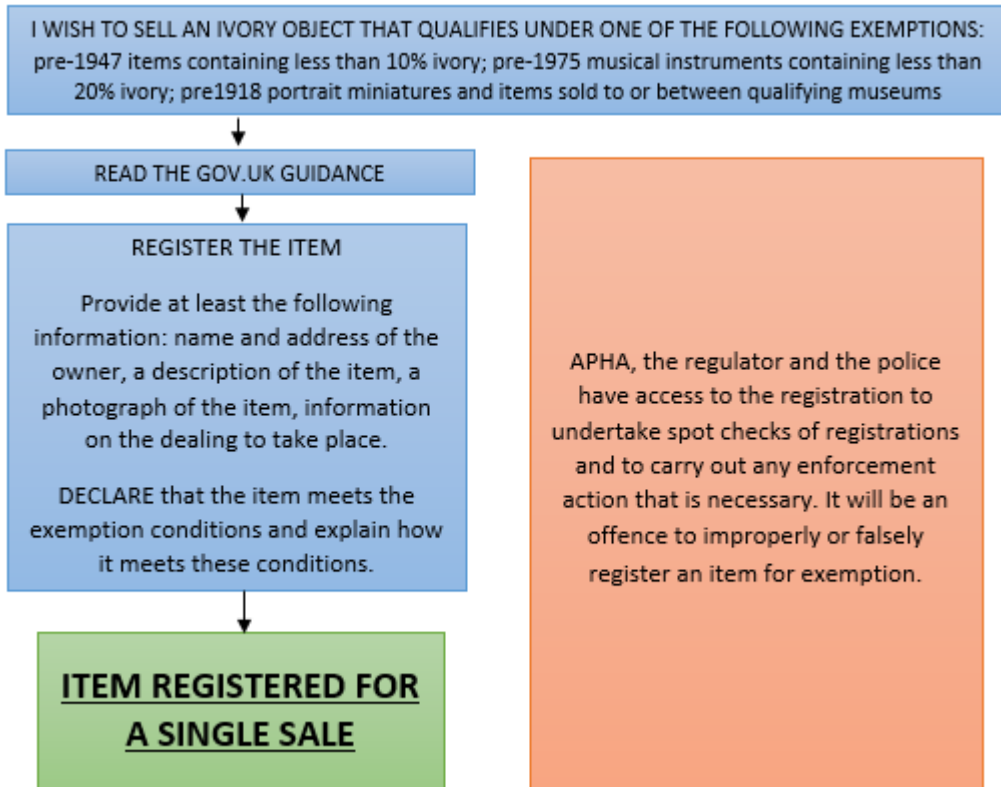 I WISH TO SELL AN IVORY OBJECT THAT QUALIFIES UNDER ONE OF THE FOLLOWING EXEMPTIONS:
pre-1947 items containing less than 10% ivory; pre-1975 musical instruments containing less than
20% ivory; pre1918 portrait miniatures and items sold to or between qualifying museums
READ THE GOV.UK GUIDANCE
REGISTER THE ITEM
Provide at least the following
information: name and address of the
owner, a description of the item, a
photograph of the item, information
on the dealing to take place.
DECLARE that the item meets the
exemption conditions and explain how
it meets these conditions.
ITEM REGISTERED FOR
A SINGLE SALE
APHA, the regulator and the police
have access to the registration to
undertake spot checks of registrations
and to carry out any enforcement
action that is necessary. It will be an
offence to improperly or falsely
register an item for exemption.